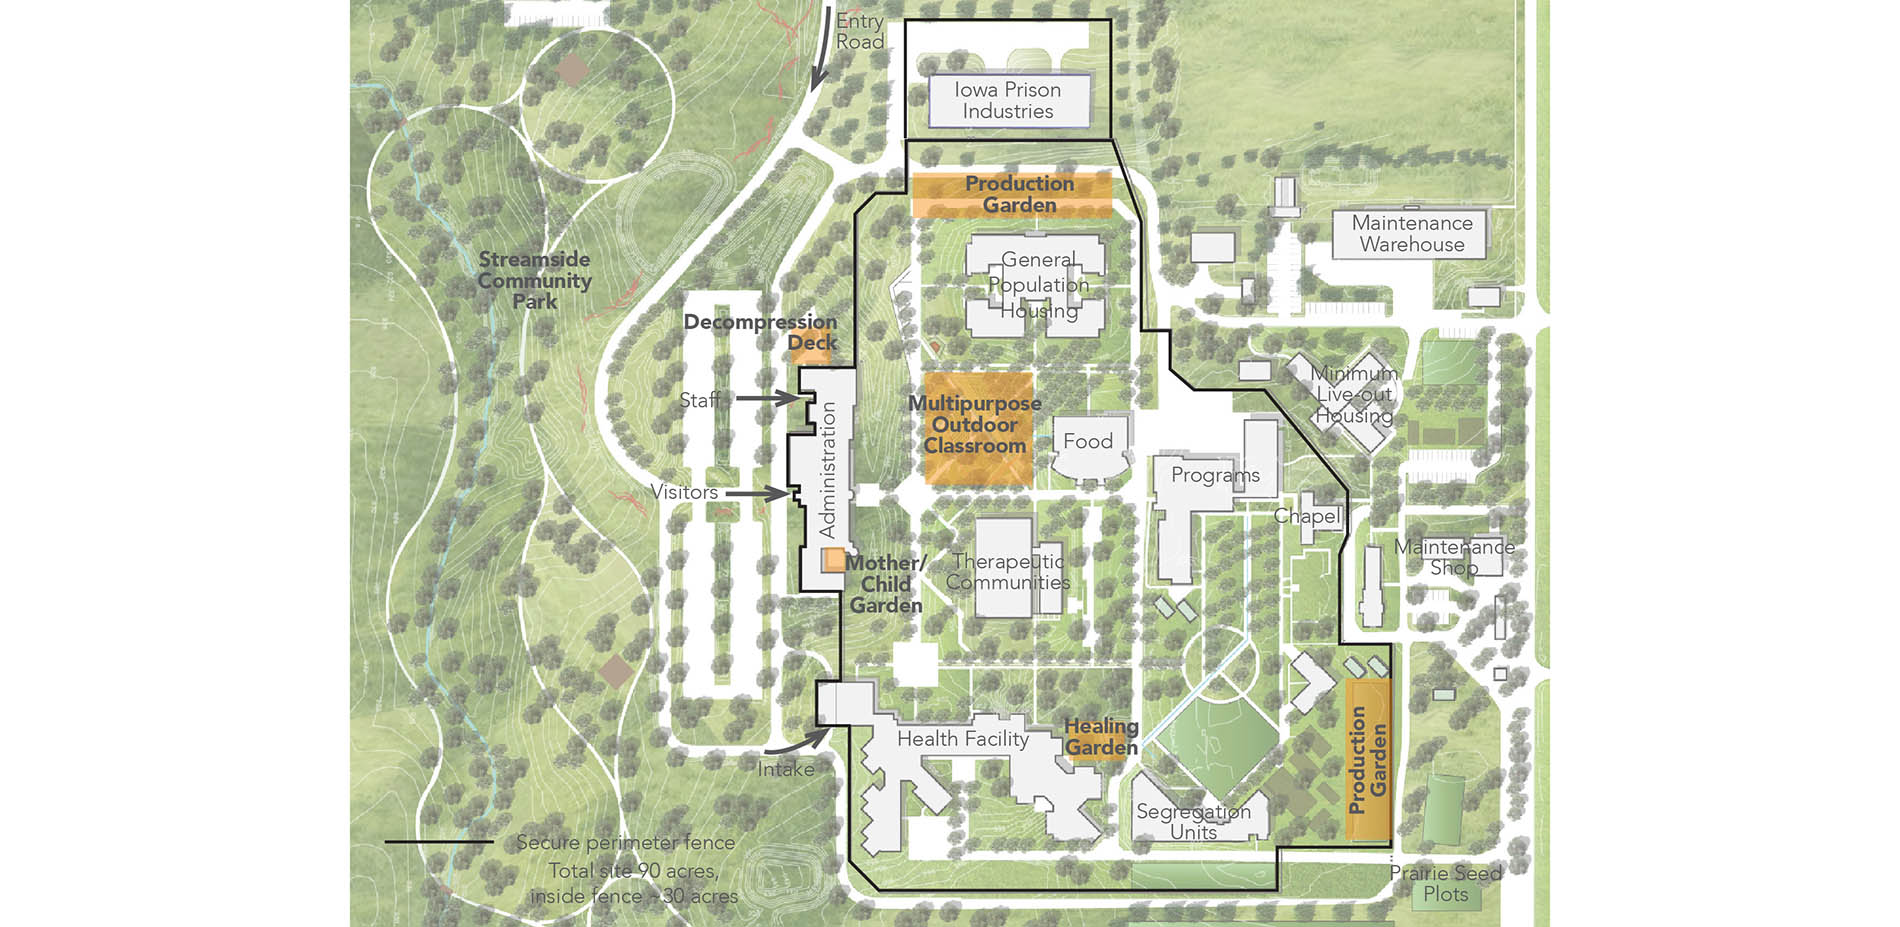 Entry
Road
Iowa Prison
Industries
Production
Garden
Maintenance
Warehouse
General
Population
Housing
Streamside
Community
Park
Decompression
Deck
Staff
Administration
Multipurpose
Outdoor
Classroom
Food
Minimum
Live-out
Housing
Programs
Visitors
Chapel
Maintenance
Shop
Mother/
Child
Garden
Therapeutic
Communities
Health Facility
Healing
Garden
Intake
Production
Garden
Segregation
Units
Secure perimeter fence
Total site 90 acres,
inside fence ~30 acres
Prairie Seed
Plots